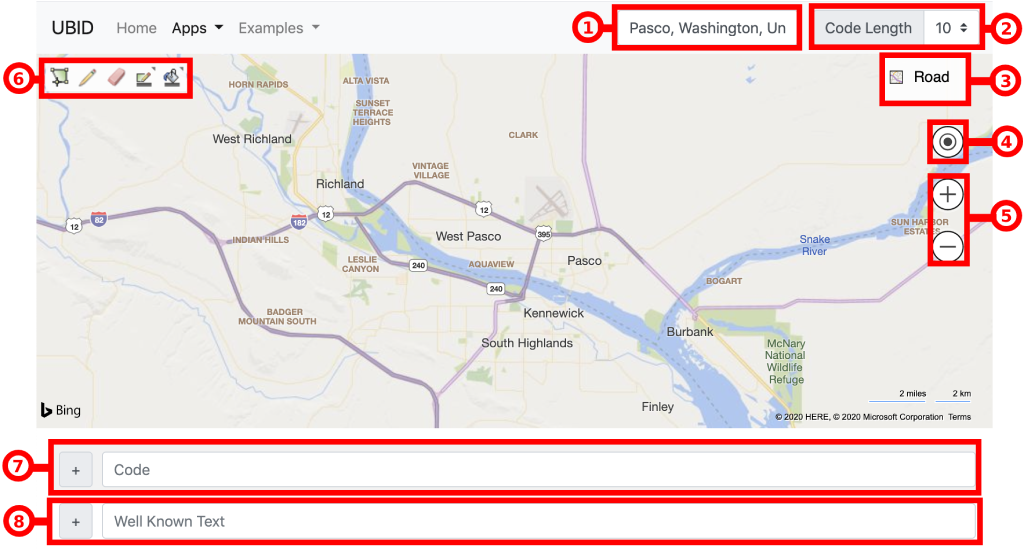 UBID Home Apps Examples 1 Pasco, Washington, Un Code Length 10 2
6 Road 3
HORN RAPIDS
ALTA VISTA
SUNSET
TERRACE
HEIGHTS
West Richland
CLARK
4
VINTAGE
VILLAGE
Richland
5
12 82 182 12 12
SUN HARBOR
ESTATES
INDIAN HILLS
West Pasco
395
Snake
River
LESLIE
CANYON
240
AQUAVIEW
Pasco
240
BOGART
BADGER
MOUNTAIN SOUTH
Kennewick
South Highlands
Burbank
McNary
National
Wildlife
Refuge
Finley
2 miles 2 km
Bing
© 2020 HERE, © 2020 Microsoft Corporation Terms
7 + Code
8 + Well Known Text